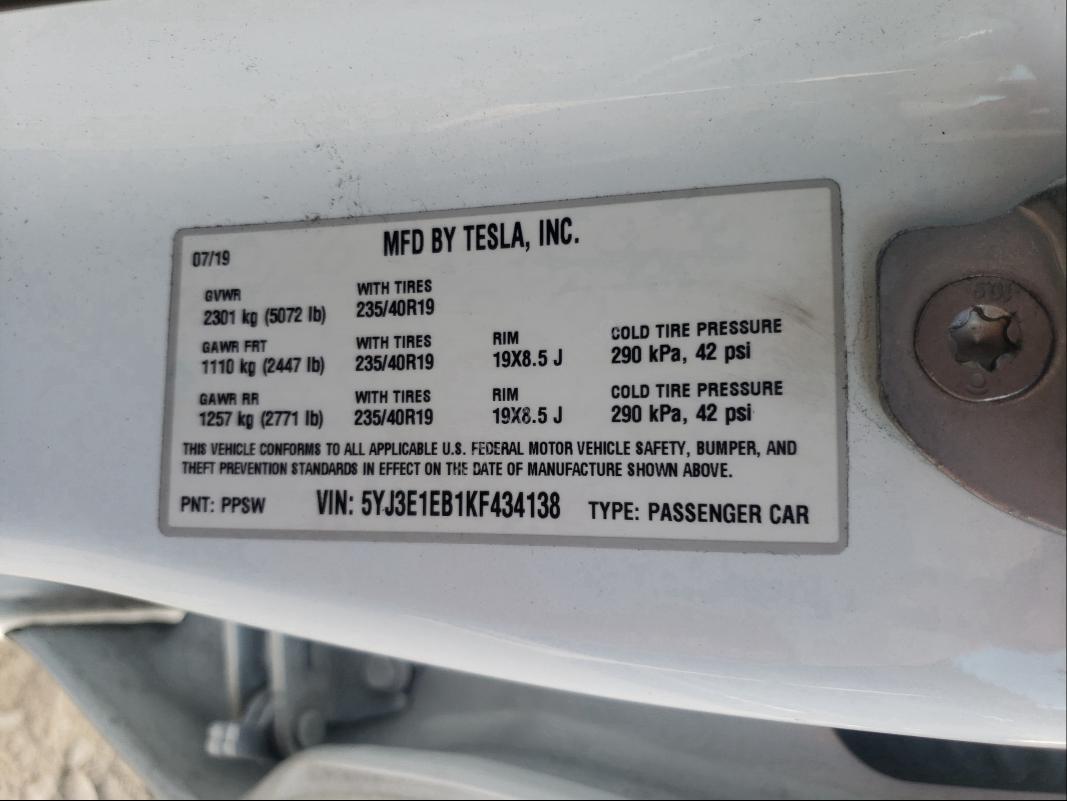 MFD BY TESLA, INC.
07/19
GVWR WITH TIRES
2301 kg (5072 lb) 235/40R19
GAWR FRT WITH TIRES RIM COLD TIRE PRESSURE
1110 kg (2447 lb) 235/40R19 19X8.5 J 290 kPa, 42 psi
GAWR RR WITH TIRES RIM COLD TIRE PRESSURE
1257 kg (2771 lb) 235/40R19 19X8.5 J 290 kPa, 42 psi
THIS VEHICLE CONFORMS TO ALL APPLICABLE U.S. FEDERAL MOTOR VEHICLE SAFETY, BUMPER, AND
THEFT PREVENTION STANDARDS IN EFFECT ON THE DATE OF MANUFACTURE SHOWN ABOVE.
PNT: PPSW VIN: 5YJ3E1EB1KF434138 TYPE: PASSENGER CAR